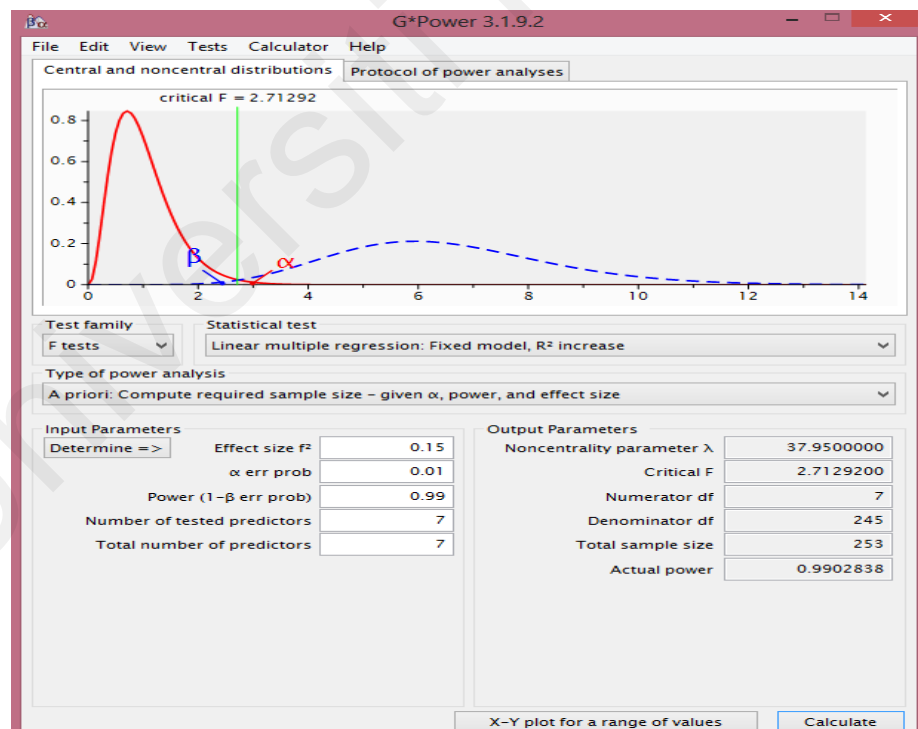 βα G*Power 3.1.9.2
File Edit View Tests Calculator Help
Central and noncentral distributions Protocol of power analyses
critical F = 2.71292
0.8
0.6
0.4
0.2
β α
0
0 2 4 6 8 10 12 14
Test family Statistical test
F tests Linear multiple regression: Fixed model, R² increase
Type of power analysis
A priori: Compute required sample size – given α, power, and effect size
Input Parameters Output Parameters
Determine => Effect size f² 0.15 Noncentrality parameter λ 37.9500000
α err prob 0.01 Critical F 2.7129200
Power (1-β err prob) 0.99 Numerator df 7
Number of tested predictors 7 Denominator df 245
Total number of predictors 7 Total sample size 253
Actual power 0.9902838
X-Y plot for a range of values Calculate
Universiti